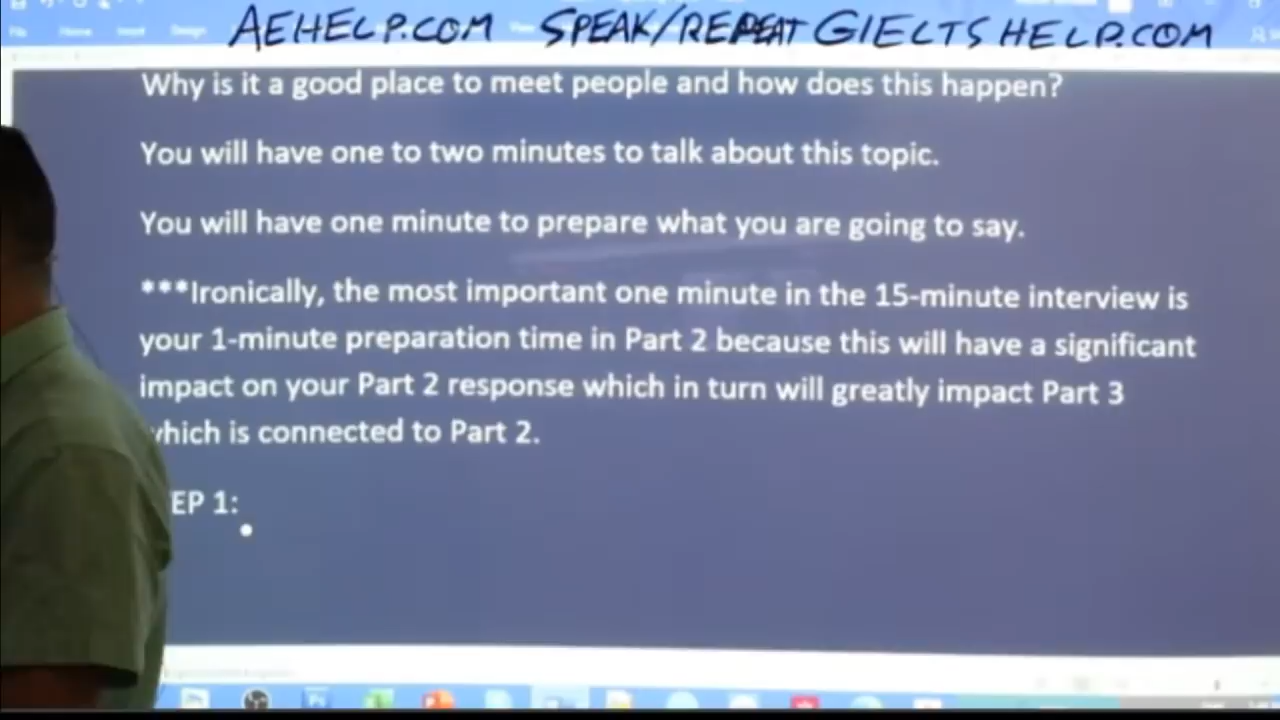 AEHELP.COM SPEAK/REPEAT GIELTSHELP.COM
Why is it a good place to meet people and how does this happen?
You will have one to two minutes to talk about this topic.
You will have one minute to prepare what you are going to say.
***Ironically, the most important one minute in the 15-minute interview is
your 1-minute preparation time in Part 2 because this will have a significant
impact on your Part 2 response which in turn will greatly impact Part 3
which is connected to Part 2.
EP 1: